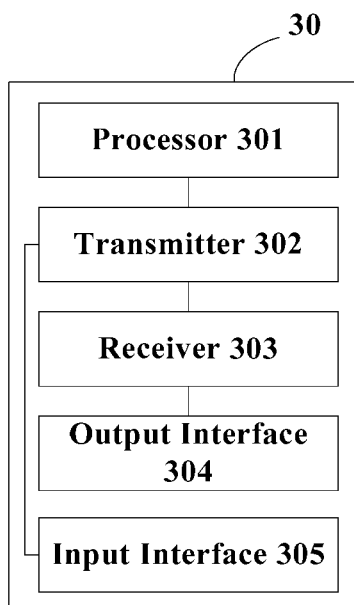 30
Processor 301
Transmitter 302
Receiver 303
Output Interface
304
Input Interface 305